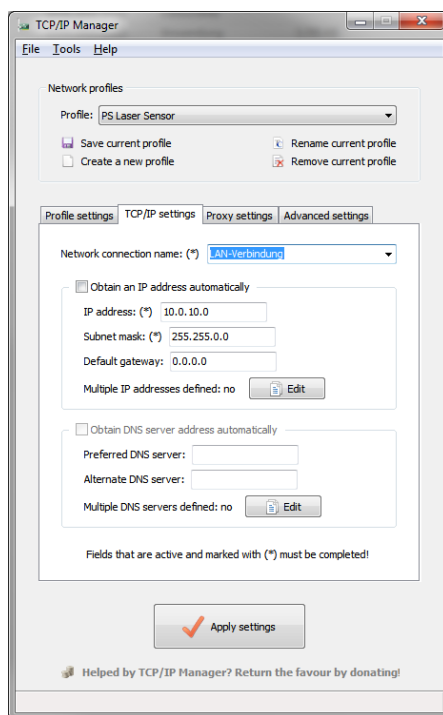 TCP/IP Manager
File Tools Help
Network profiles
Profile: PS Laser Sensor
Save current profile Rename current profile
Create a new profile Remove current profile
Profile settings TCP/IP settings Proxy settings Advanced settings
Network connection name: (*) LAN-Verbindung
Obtain an IP address automatically
IP address: (*) 10.0.10.0
Subnet mask: (*) 255.255.0.0
Default gateway: 0.0.0.0
Multiple IP addresses defined: no Edit
Obtain DNS server address automatically
Preferred DNS server:
Alternate DNS server:
Multiple DNS servers defined: no Edit
Fields that are active and marked with (*) must be completed!
Apply settings
Helped by TCP/IP Manager? Return the favour by donating!